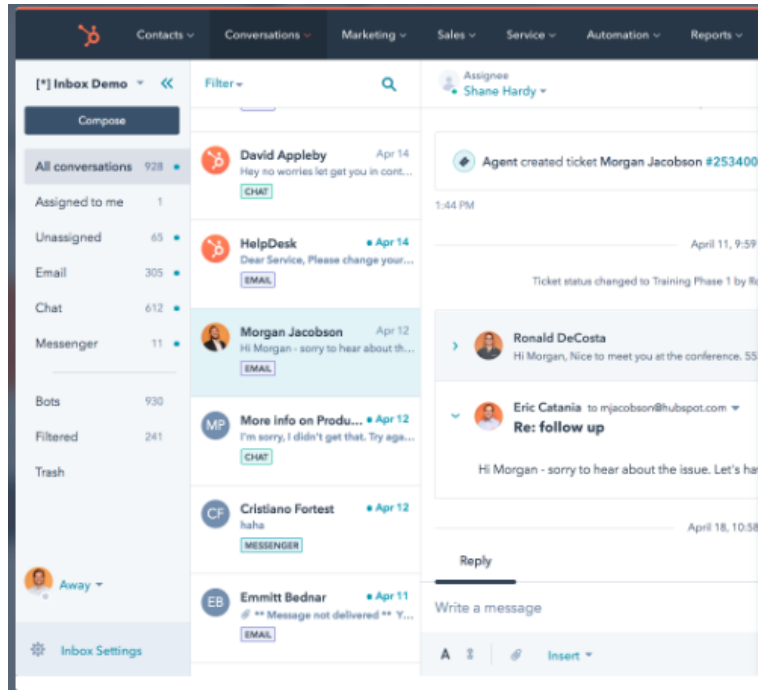 Contacts
Conversations
Marketing
Sales
Service
Automation
Reports
[*] Inbox Demo
Compose
All conversations 928
Assigned to me 1
Unassigned 65
Email 305
Chat 612
Messenger 11
Bots 930
Filtered 241
Trash
Away
Inbox Settings
Filter
David Appleby Apr 14
Hey no worries let get you in cont...
CHAT
HelpDesk Apr 14
Dear Service, Please change your...
EMAIL
Morgan Jacobson Apr 12
Hi Morgan - sorry to hear about th...
EMAIL
MP
More info on Produ... Apr 12
I'm sorry, I didn't get that. Try aga...
CHAT
CF
Cristiano Fortest Apr 12
haha
MESSENGER
EB
Emmitt Bednar Apr 11
** Message not delivered ** Y...
EMAIL
Assignee
Shane Hardy
Agent created ticket Morgan Jacobson #253400
1:44 PM
April 11, 9:59
Ticket status changed to Training Phase 1 by Ro
Ronald DeCosta
Hi Morgan, Nice to meet you at the conference. 55
Eric Catania to mjacobson@hubspot.com
Re: follow up
Hi Morgan - sorry to hear about the issue. Let's ha
April 18, 10:58
Reply
Write a message
A
Insert